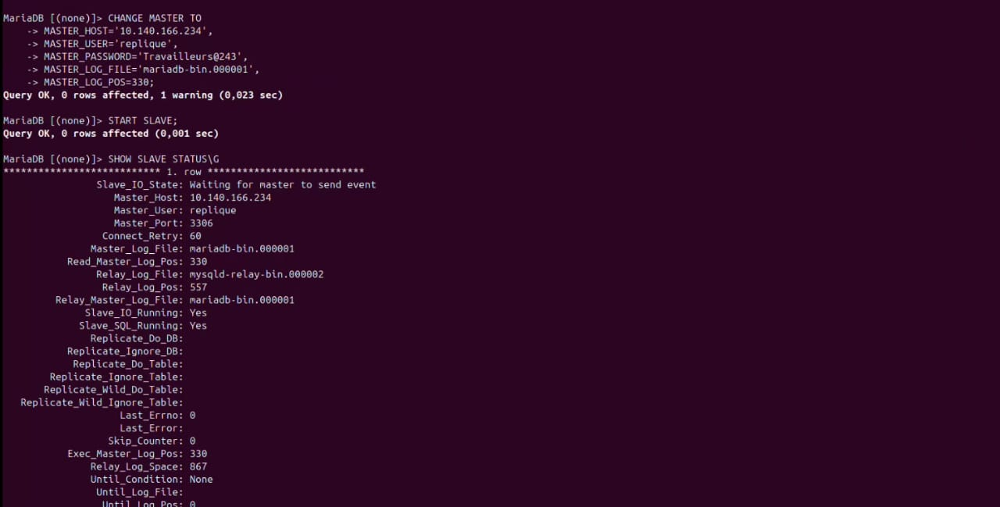 MariaDB [(none)]> CHANGE MASTER TO
    -> MASTER_HOST='10.140.166.234',
    -> MASTER_USER='replique',
    -> MASTER_PASSWORD='Travailleurs@243',
    -> MASTER_LOG_FILE='mariadb-bin.000001',
    -> MASTER_LOG_POS=330;
Query OK, 0 rows affected, 1 warning (0,023 sec)

MariaDB [(none)]> START SLAVE;
Query OK, 0 rows affected (0,001 sec)

MariaDB [(none)]> SHOW SLAVE STATUS\G
*************************** 1. row ***************************
                Slave_IO_State: Waiting for master to send event
                   Master_Host: 10.140.166.234
                   Master_User: replique
                   Master_Port: 3306
                 Connect_Retry: 60
               Master_Log_File: mariadb-bin.000001
           Read_Master_Log_Pos: 330
                Relay_Log_File: mysqld-relay-bin.000002
                 Relay_Log_Pos: 557
         Relay_Master_Log_File: mariadb-bin.000001
              Slave_IO_Running: Yes
             Slave_SQL_Running: Yes
               Replicate_Do_DB:
           Replicate_Ignore_DB:
            Replicate_Do_Table:
        Replicate_Ignore_Table:
       Replicate_Wild_Do_Table:
   Replicate_Wild_Ignore_Table:
                    Last_Errno: 0
                    Last_Error:
                  Skip_Counter: 0
           Exec_Master_Log_Pos: 330
               Relay_Log_Space: 867
               Until_Condition: None
                Until_Log_File:
                 Until_Log_Pos: 0